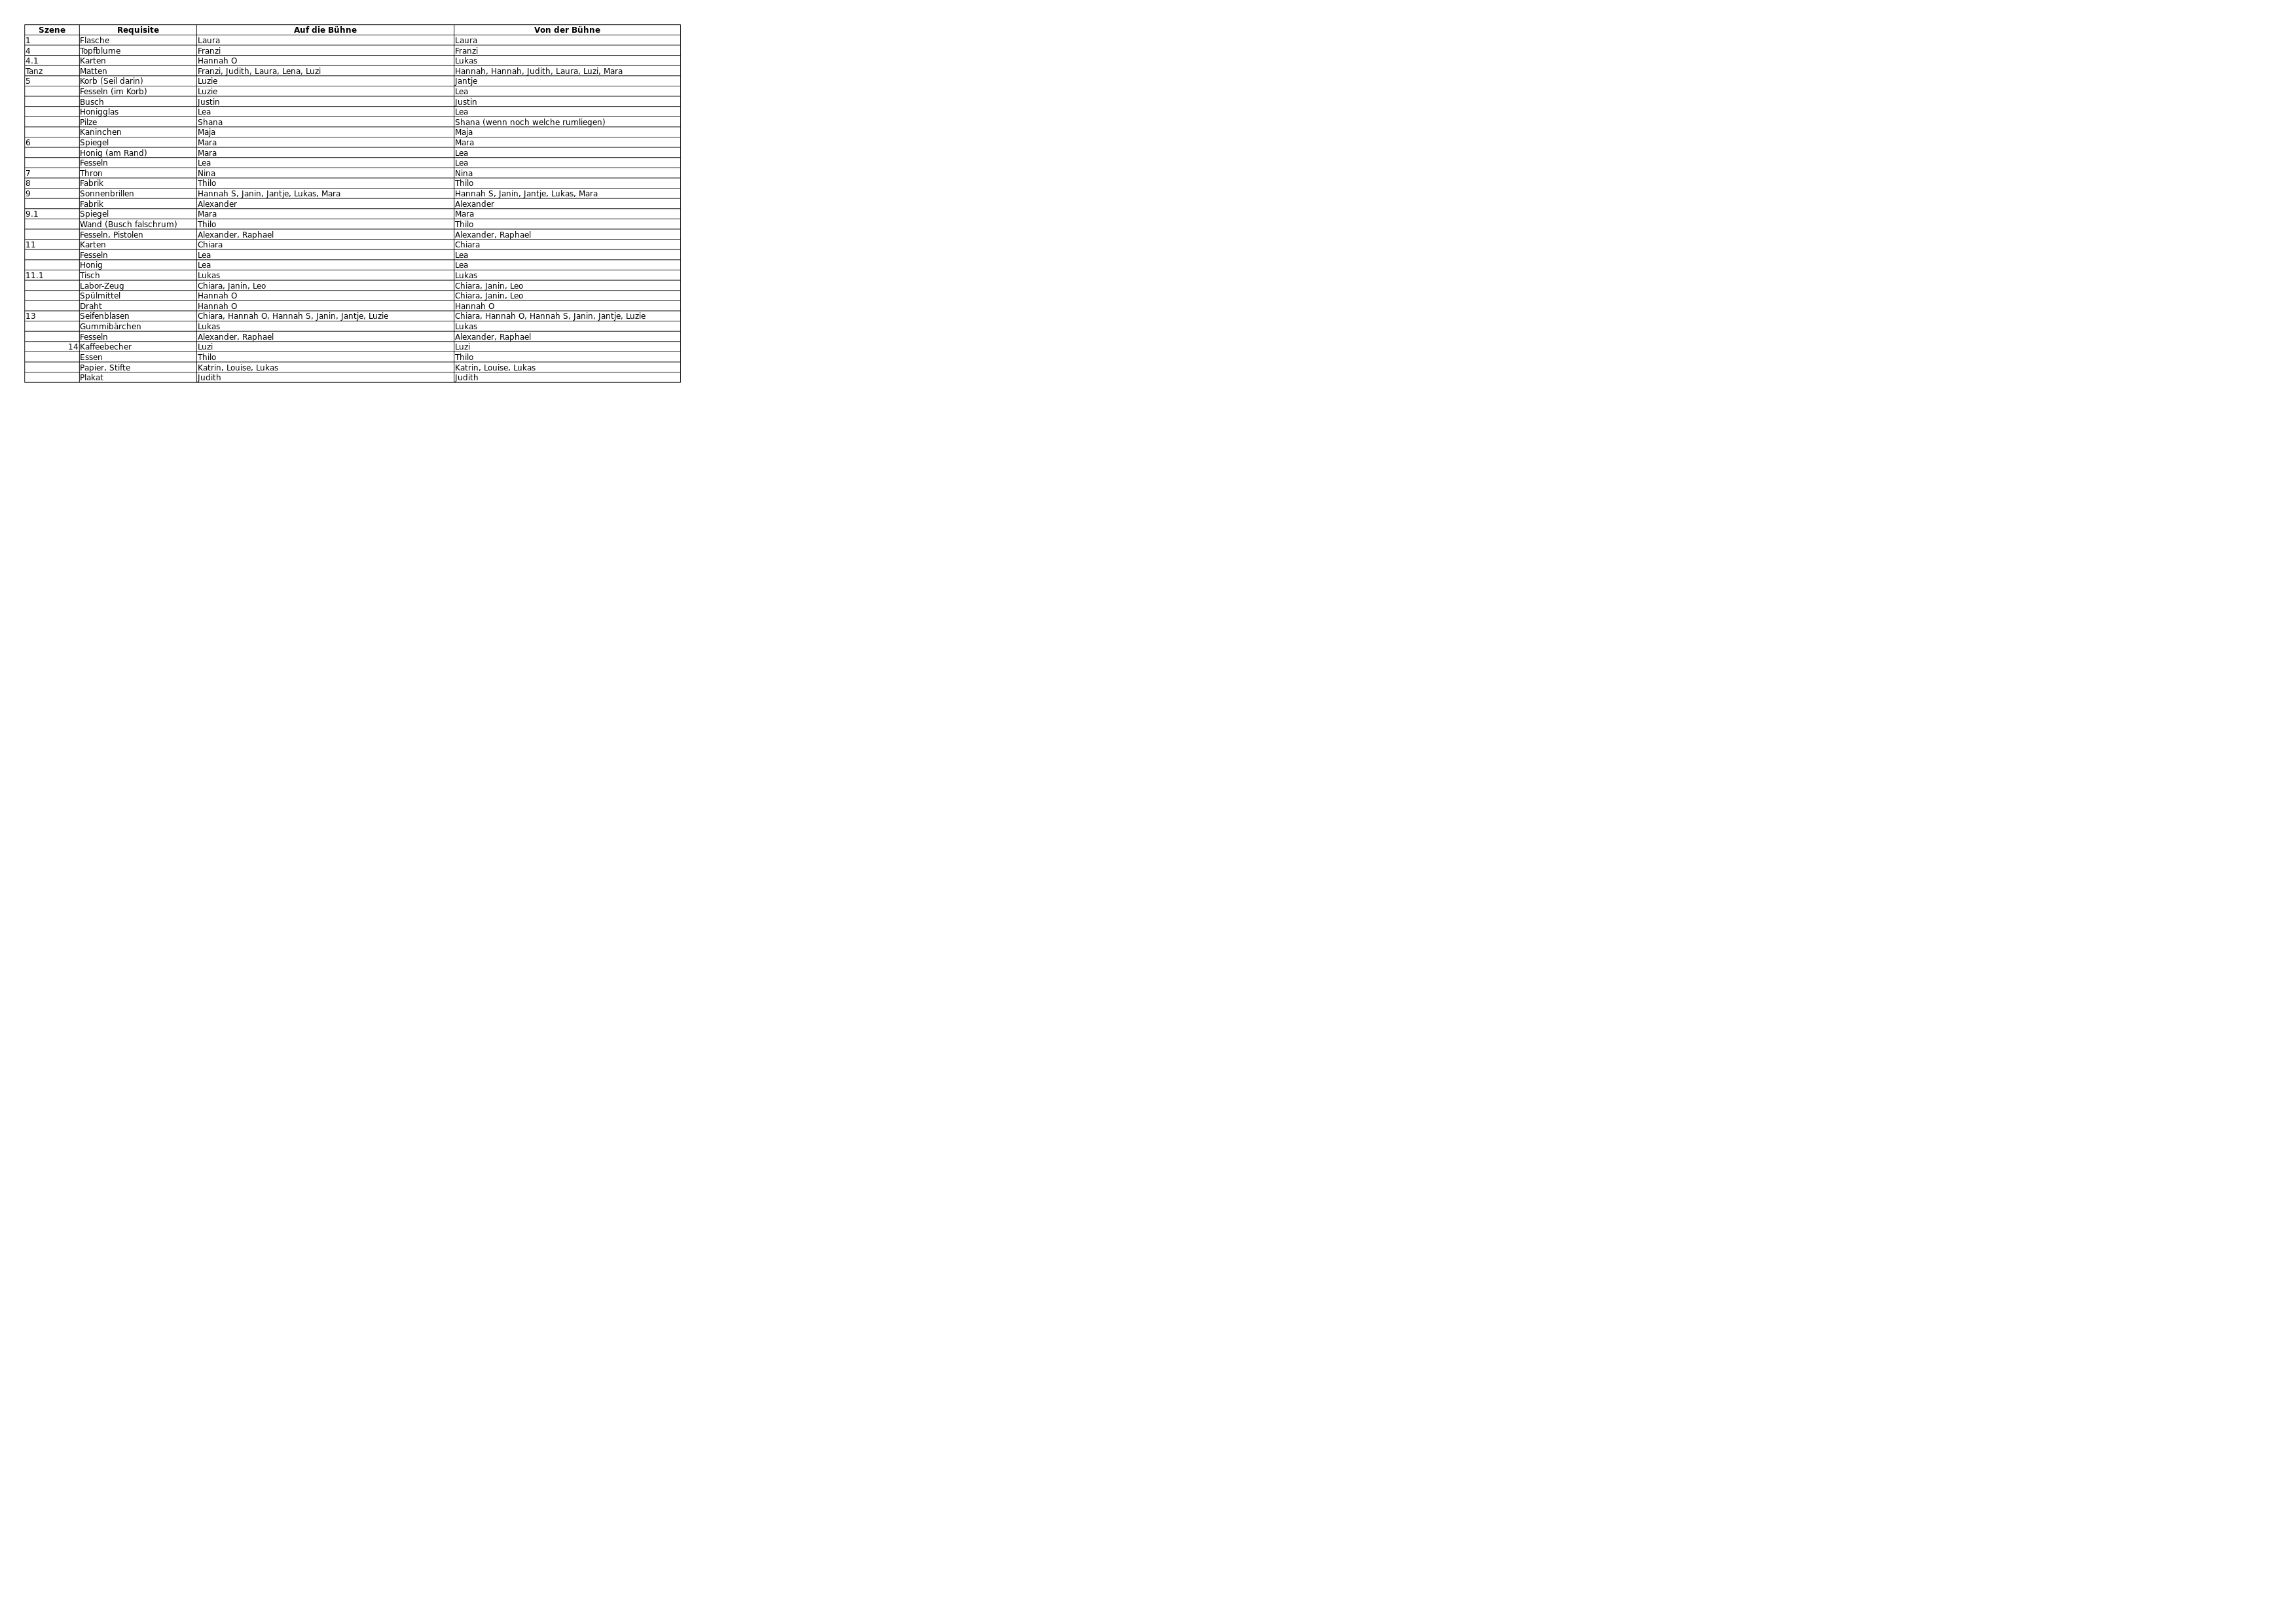 Szene Requisite Auf die Bühne Von der Bühne
1 Flasche Laura Laura
4 Topfblume Franzi Franzi
4.1 Karten Hannah O Lukas
Tanz Matten Franzi, Judith, Laura, Lena, Luzi Hannah, Hannah, Judith, Laura, Luzi, Mara
5 Korb (Seil darin) Luzie Jantje
Fesseln (im Korb) Luzie Lea
Busch Justin Justin
Honigglas Lea Lea
Pilze Shana Shana (wenn noch welche rumliegen)
Kaninchen Maja Maja
6 Spiegel Mara Mara
Honig (am Rand) Mara Lea
Fesseln Lea Lea
7 Thron Nina Nina
8 Fabrik Thilo Thilo
9 Sonnenbrillen Hannah S, Janin, Jantje, Lukas, Mara Hannah S, Janin, Jantje, Lukas, Mara
Fabrik Alexander Alexander
9.1 Spiegel Mara Mara
Wand (Busch falschrum) Thilo Thilo
Fesseln, Pistolen Alexander, Raphael Alexander, Raphael
11 Karten Chiara Chiara
Fesseln Lea Lea
Honig Lea Lea
11.1 Tisch Lukas Lukas
Labor-Zeug Chiara, Janin, Leo Chiara, Janin, Leo
Spülmittel Hannah O Chiara, Janin, Leo
Draht Hannah O Hannah O
13 Seifenblasen Chiara, Hannah O, Hannah S, Janin, Jantje, Luzie Chiara, Hannah O, Hannah S, Janin, Jantje, Luzie
Gummibärchen Lukas Lukas
Fesseln Alexander, Raphael Alexander, Raphael
14 Kaffeebecher Luzi Luzi
Essen Thilo Thilo
Papier, Stifte Katrin, Louise, Lukas Katrin, Louise, Lukas
Plakat Judith Judith